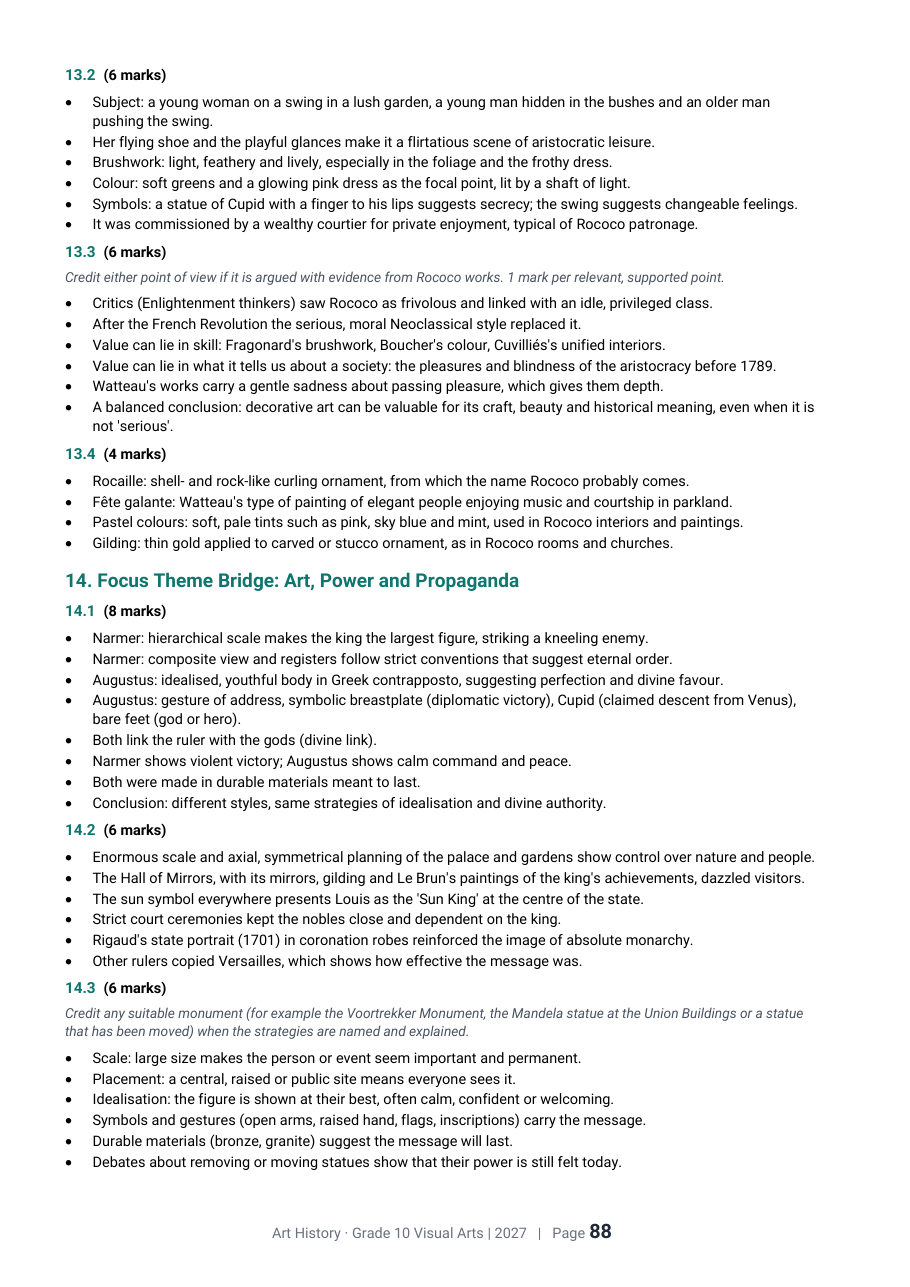 13.2 (6 marks)
• Subject: a young woman on a swing in a lush garden, a young man hidden in the bushes and an older man
pushing the swing.
• Her flying shoe and the playful glances make it a flirtatious scene of aristocratic leisure.
• Brushwork: light, feathery and lively, especially in the foliage and the frothy dress.
• Colour: soft greens and a glowing pink dress as the focal point, lit by a shaft of light.
• Symbols: a statue of Cupid with a finger to his lips suggests secrecy; the swing suggests changeable feelings.
• It was commissioned by a wealthy courtier for private enjoyment, typical of Rococo patronage.
13.3 (6 marks)
Credit either point of view if it is argued with evidence from Rococo works. 1 mark per relevant, supported point.
• Critics (Enlightenment thinkers) saw Rococo as frivolous and linked with an idle, privileged class.
• After the French Revolution the serious, moral Neoclassical style replaced it.
• Value can lie in skill: Fragonard's brushwork, Boucher's colour, Cuvilliés's unified interiors.
• Value can lie in what it tells us about a society: the pleasures and blindness of the aristocracy before 1789.
• Watteau's works carry a gentle sadness about passing pleasure, which gives them depth.
• A balanced conclusion: decorative art can be valuable for its craft, beauty and historical meaning, even when it is
not 'serious'.
13.4 (4 marks)
• Rocaille: shell- and rock-like curling ornament, from which the name Rococo probably comes.
• Fête galante: Watteau's type of painting of elegant people enjoying music and courtship in parkland.
• Pastel colours: soft, pale tints such as pink, sky blue and mint, used in Rococo interiors and paintings.
• Gilding: thin gold applied to carved or stucco ornament, as in Rococo rooms and churches.
14. Focus Theme Bridge: Art, Power and Propaganda
14.1 (8 marks)
• Narmer: hierarchical scale makes the king the largest figure, striking a kneeling enemy.
• Narmer: composite view and registers follow strict conventions that suggest eternal order.
• Augustus: idealised, youthful body in Greek contrapposto, suggesting perfection and divine favour.
• Augustus: gesture of address, symbolic breastplate (diplomatic victory), Cupid (claimed descent from Venus),
bare feet (god or hero).
• Both link the ruler with the gods (divine link).
• Narmer shows violent victory; Augustus shows calm command and peace.
• Both were made in durable materials meant to last.
• Conclusion: different styles, same strategies of idealisation and divine authority.
14.2 (6 marks)
• Enormous scale and axial, symmetrical planning of the palace and gardens show control over nature and people.
• The Hall of Mirrors, with its mirrors, gilding and Le Brun's paintings of the king's achievements, dazzled visitors.
• The sun symbol everywhere presents Louis as the 'Sun King' at the centre of the state.
• Strict court ceremonies kept the nobles close and dependent on the king.
• Rigaud's state portrait (1701) in coronation robes reinforced the image of absolute monarchy.
• Other rulers copied Versailles, which shows how effective the message was.
14.3 (6 marks)
Credit any suitable monument (for example the Voortrekker Monument, the Mandela statue at the Union Buildings or a statue
that has been moved) when the strategies are named and explained.
• Scale: large size makes the person or event seem important and permanent.
• Placement: a central, raised or public site means everyone sees it.
• Idealisation: the figure is shown at their best, often calm, confident or welcoming.
• Symbols and gestures (open arms, raised hand, flags, inscriptions) carry the message.
• Durable materials (bronze, granite) suggest the message will last.
• Debates about removing or moving statues show that their power is still felt today.
Art History · Grade 10 Visual Arts | 2027 | Page 88